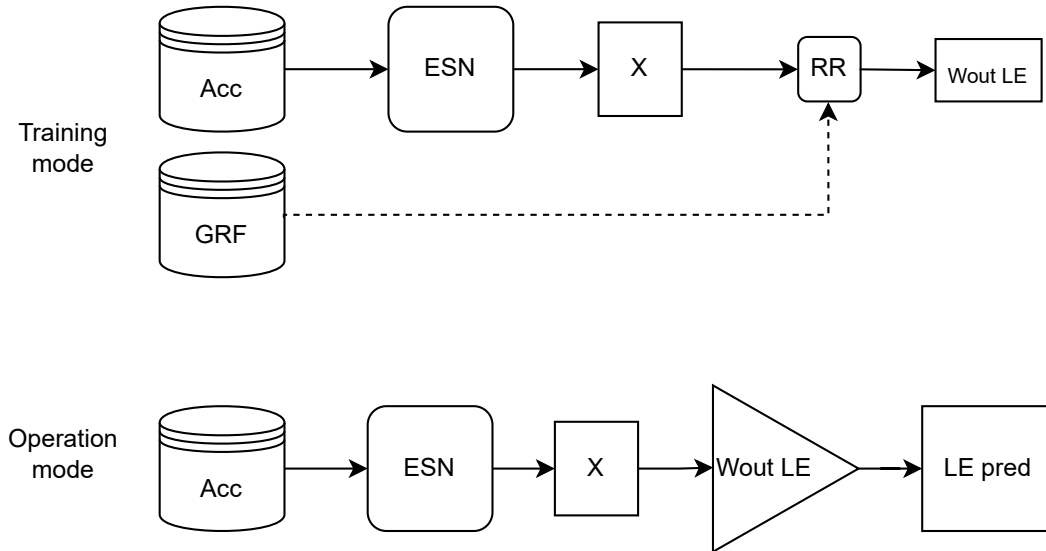 Acc
ESN
X
RR
Wout LE
Training
mode
GRF
Operation
mode
Acc
ESN
X
Wout LE
LE pred